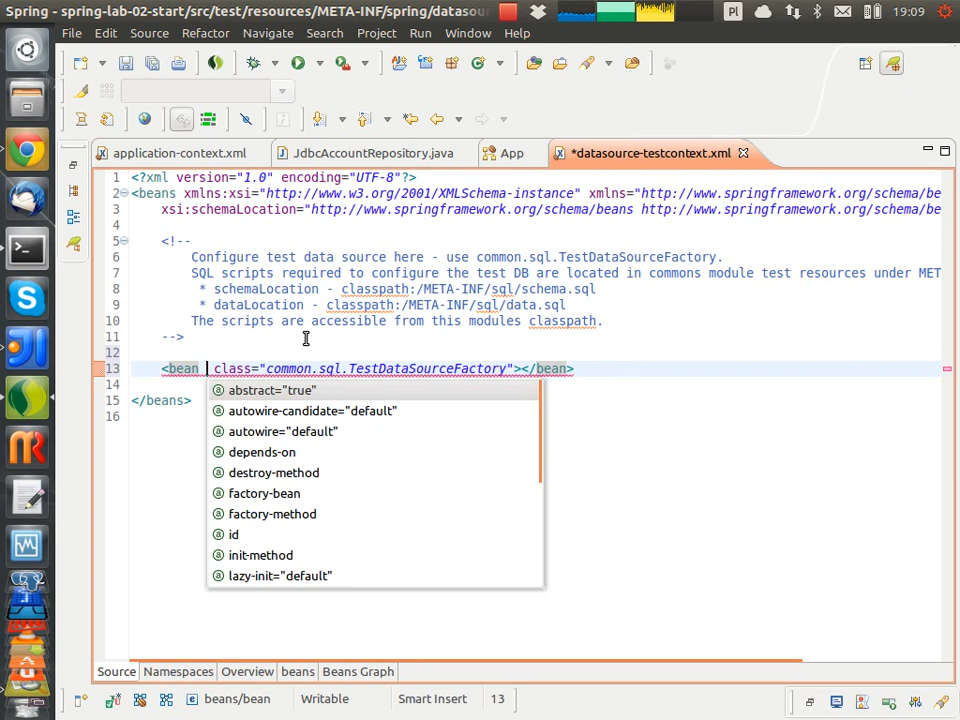 Spring - spring-lab-02-start/src/test/resources/META-INF/spring/datasou
Pl
19:09
File Edit Source Refactor Navigate Search Project Run Window Help
application-context.xml
JdbcAccountRepository.java
App
*datasource-testcontext.xml
1 <?xml version="1.0" encoding="UTF-8"?>
2 <beans xmlns:xsi="http://www.w3.org/2001/XMLSchema-instance" xmlns="http://www.springframework.org/schema/be
3 xsi:schemaLocation="http://www.springframework.org/schema/beans http://www.springframework.org/schema/be
4
5 <!--
6 Configure test data source here - use common.sql.TestDataSourceFactory.
7 SQL scripts required to configure the test DB are located in commons module test resources under MET
8 * schemaLocation - classpath:/META-INF/sql/schema.sql
9 * dataLocation - classpath:/META-INF/sql/data.sql
10 The scripts are accessible from this modules classpath.
11 -->
12
13 <bean class="common.sql.TestDataSourceFactory"></bean>
14
15 </beans>
16
abstract="true"
autowire-candidate="default"
autowire="default"
depends-on
destroy-method
factory-bean
factory-method
id
init-method
lazy-init="default"
Source Namespaces Overview beans Beans Graph
beans/bean
Writable
Smart Insert
13